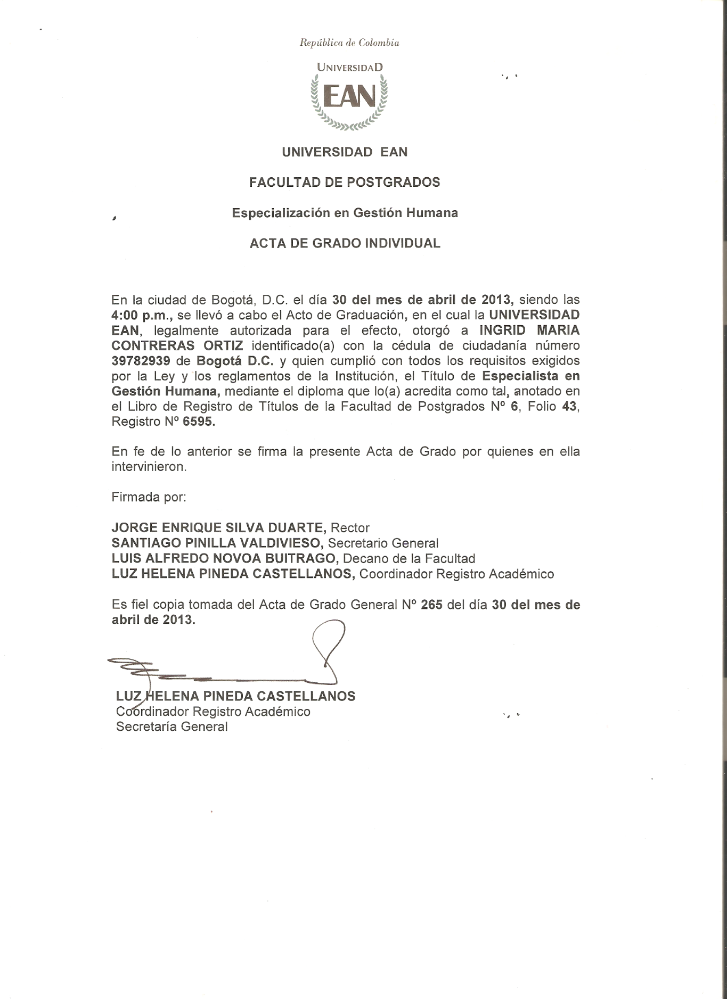 República de Colombia
UNIVERSIDAD
EAN
UNIVERSIDAD EAN
FACULTAD DE POSTGRADOS
Especialización en Gestión Humana
ACTA DE GRADO INDIVIDUAL
En la ciudad de Bogotá, D.C. el día 30 del mes de abril de 2013, siendo las
4:00 p.m., se llevó a cabo el Acto de Graduación, en el cual la UNIVERSIDAD
EAN, legalmente autorizada para el efecto, otorgó a INGRID MARIA
CONTRERAS ORTIZ identificado(a) con la cédula de ciudadanía número
39782939 de Bogotá D.C. y quien cumplió con todos los requisitos exigidos
por la Ley y los reglamentos de la Institución, el Título de Especialista en
Gestión Humana, mediante el diploma que lo(a) acredita como tal, anotado en
el Libro de Registro de Títulos de la Facultad de Postgrados Nº 6, Folio 43,
Registro Nº 6595.
En fe de lo anterior se firma la presente Acta de Grado por quienes en ella
intervinieron.
Firmada por:
JORGE ENRIQUE SILVA DUARTE, Rector
SANTIAGO PINILLA VALDIVIESO, Secretario General
LUIS ALFREDO NOVOA BUITRAGO, Decano de la Facultad
LUZ HELENA PINEDA CASTELLANOS, Coordinador Registro Académico
Es fiel copia tomada del Acta de Grado General Nº 265 del día 30 del mes de
abril de 2013.
LUZ HELENA PINEDA CASTELLANOS
Coordinador Registro Académico
Secretaría General